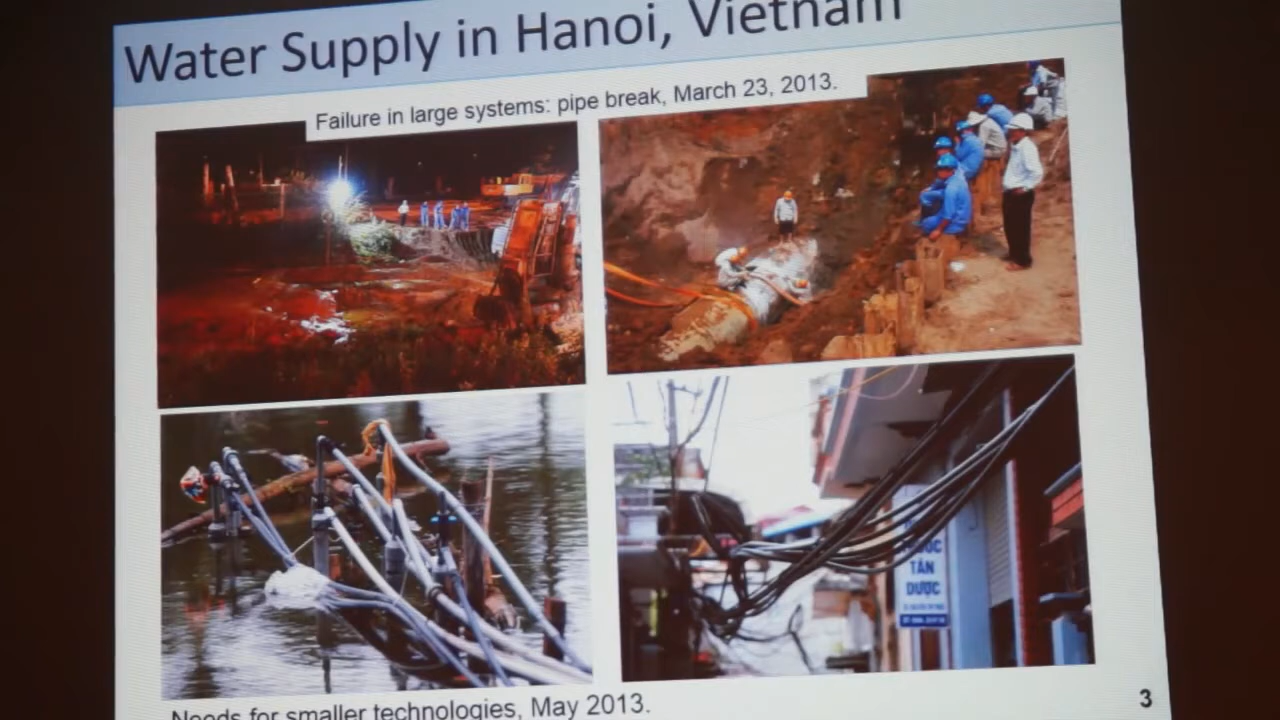 Water Supply in Hanoi, Vietnam
Failure in large systems: pipe break, March 23, 2013.
TÂN
DƯỢC
Needs for smaller technologies, May 2013.
3